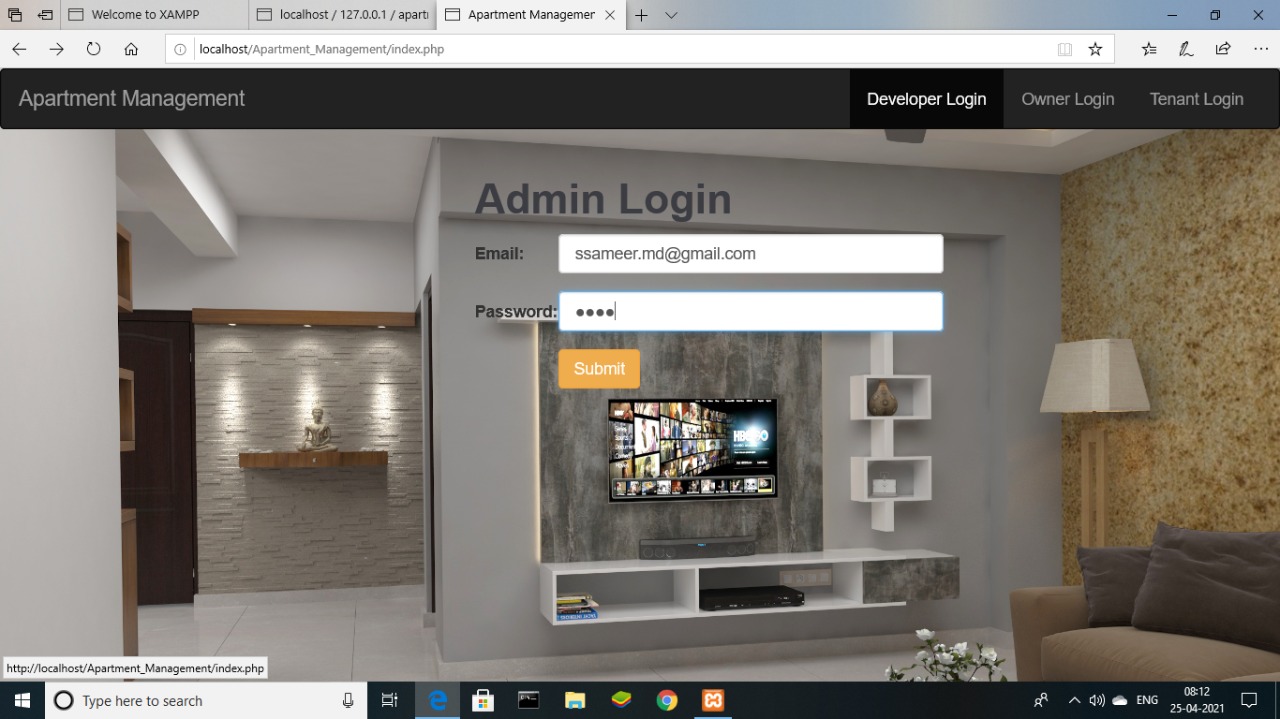 Welcome to XAMPP
localhost / 127.0.0.1 / apart
Apartment Managemen
localhost/Apartment_Management/index.php
Apartment Management
Developer Login
Owner Login
Tenant Login
Admin Login
Email:
ssameer.md@gmail.com
Password:
●●●●
Submit
HBO
http://localhost/Apartment_Management/index.php
Type here to search
ENG
08:12
25-04-2021